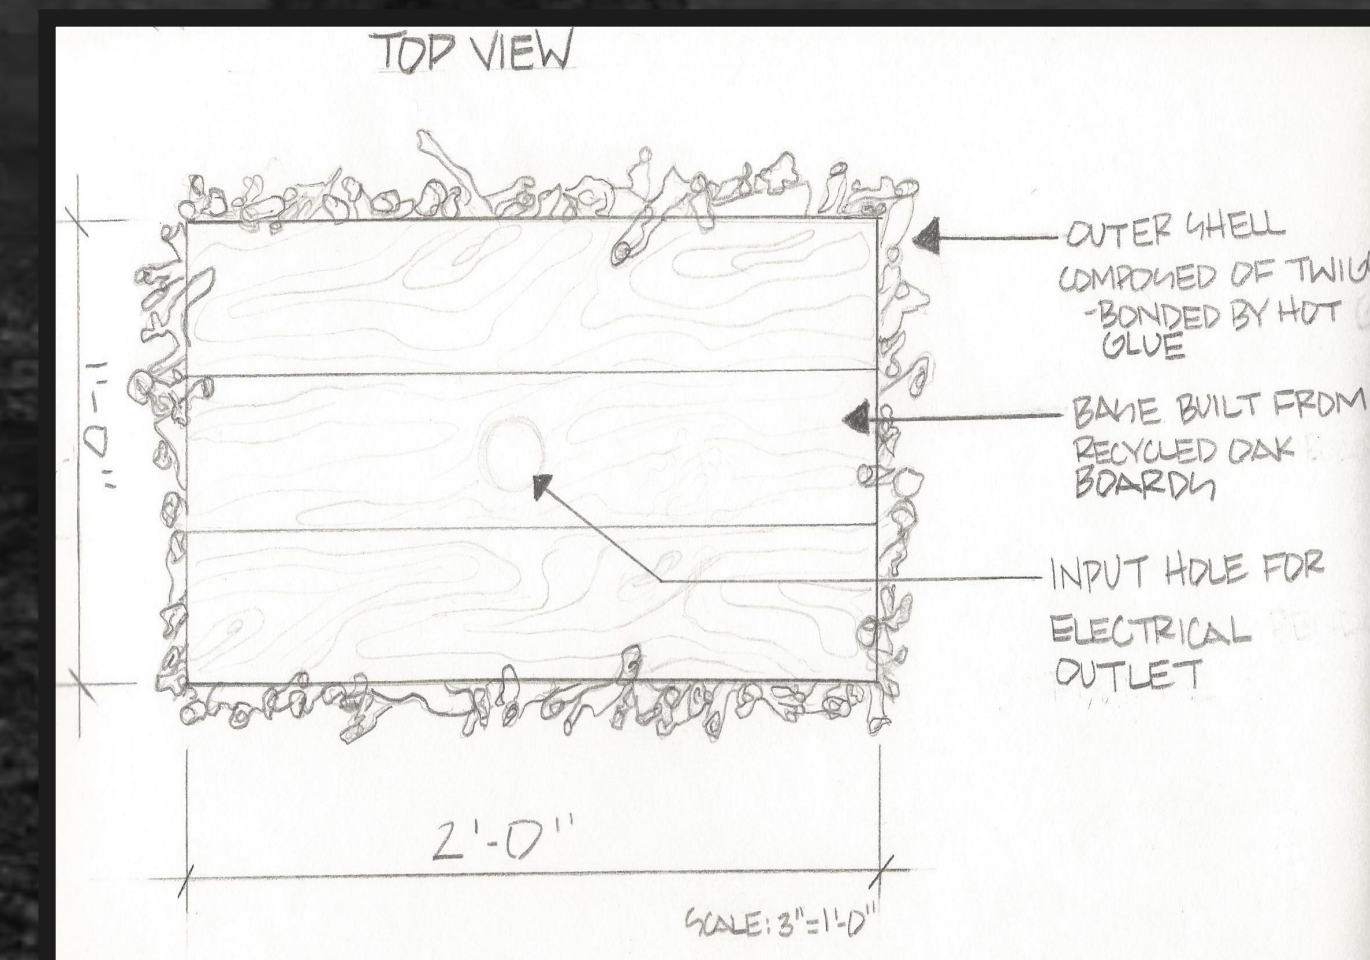 TOP VIEW
OUTER SHELL
COMPOSED OF TWIG
-BONDED BY HOT
GLUE
BASE BUILT FROM
RECYCLED OAK
BOARDS
INPUT HOLE FOR
ELECTRICAL
OUTLET
1'-0"
2'-0"
SCALE: 3"=1'-0"